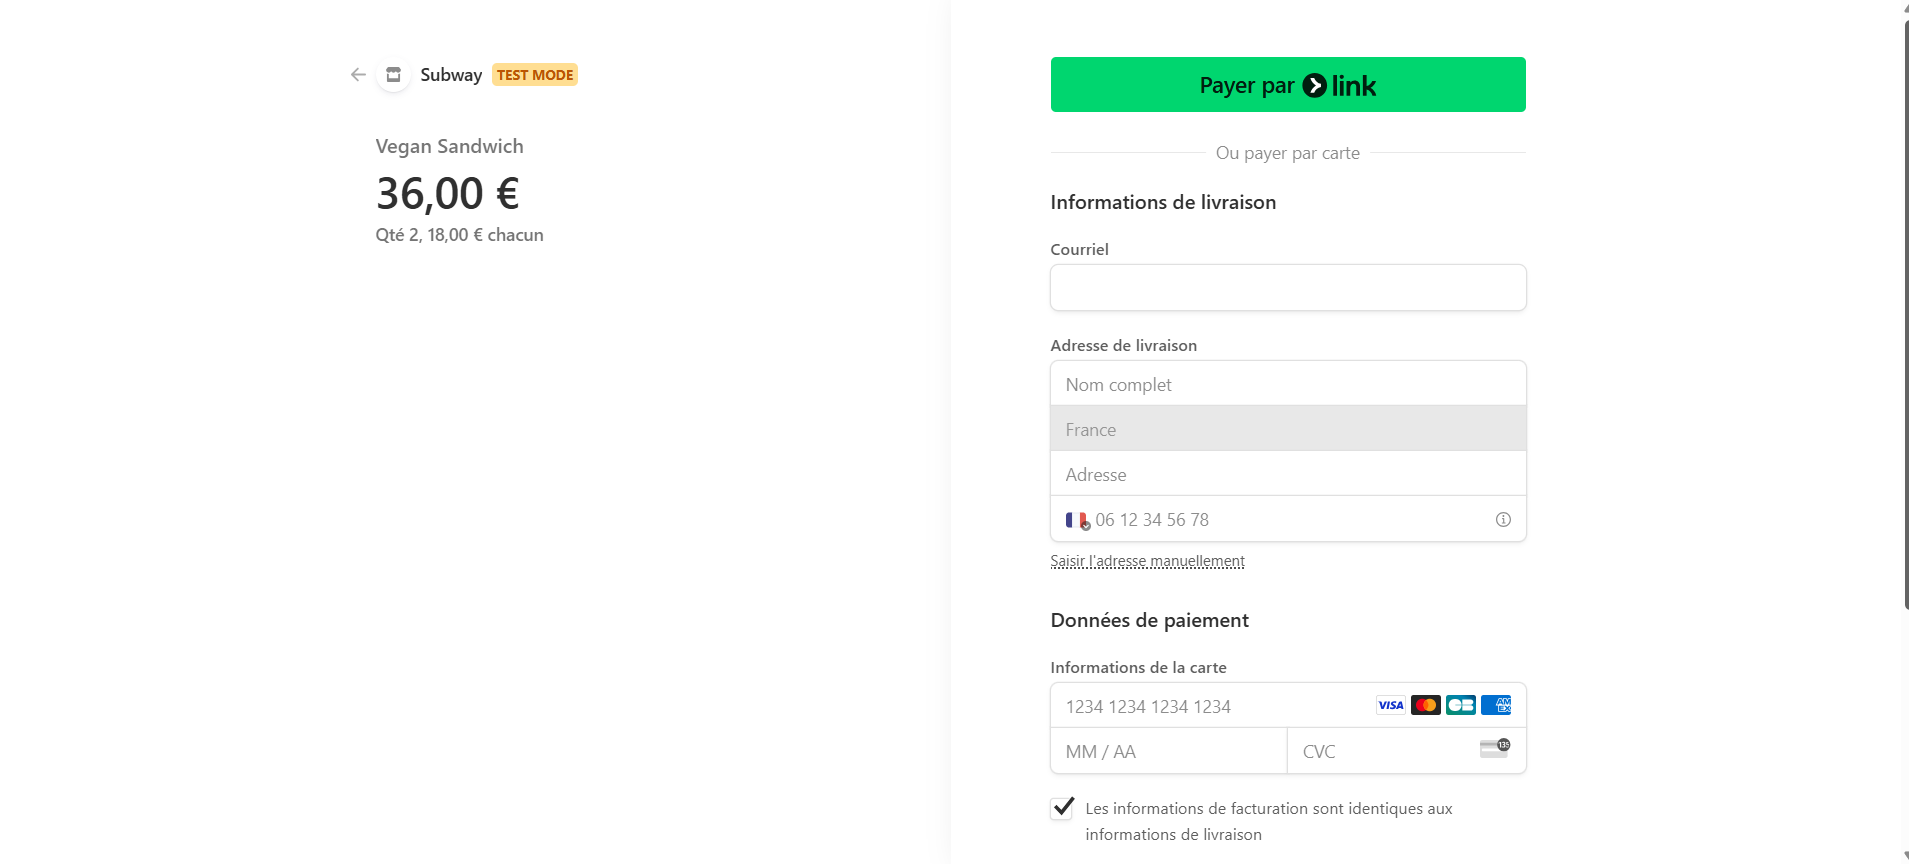 Subway TEST MODE
Vegan Sandwich
36,00 €
Qté 2, 18,00 € chacun
Payer par link
Ou payer par carte
Informations de livraison
Courriel
Adresse de livraison
Nom complet
France
Adresse
06 12 34 56 78
Saisir l'adresse manuellement
Données de paiement
Informations de la carte
1234 1234 1234 1234 VISA AM EX
MM / AA CVC 135
Les informations de facturation sont identiques aux
informations de livraison